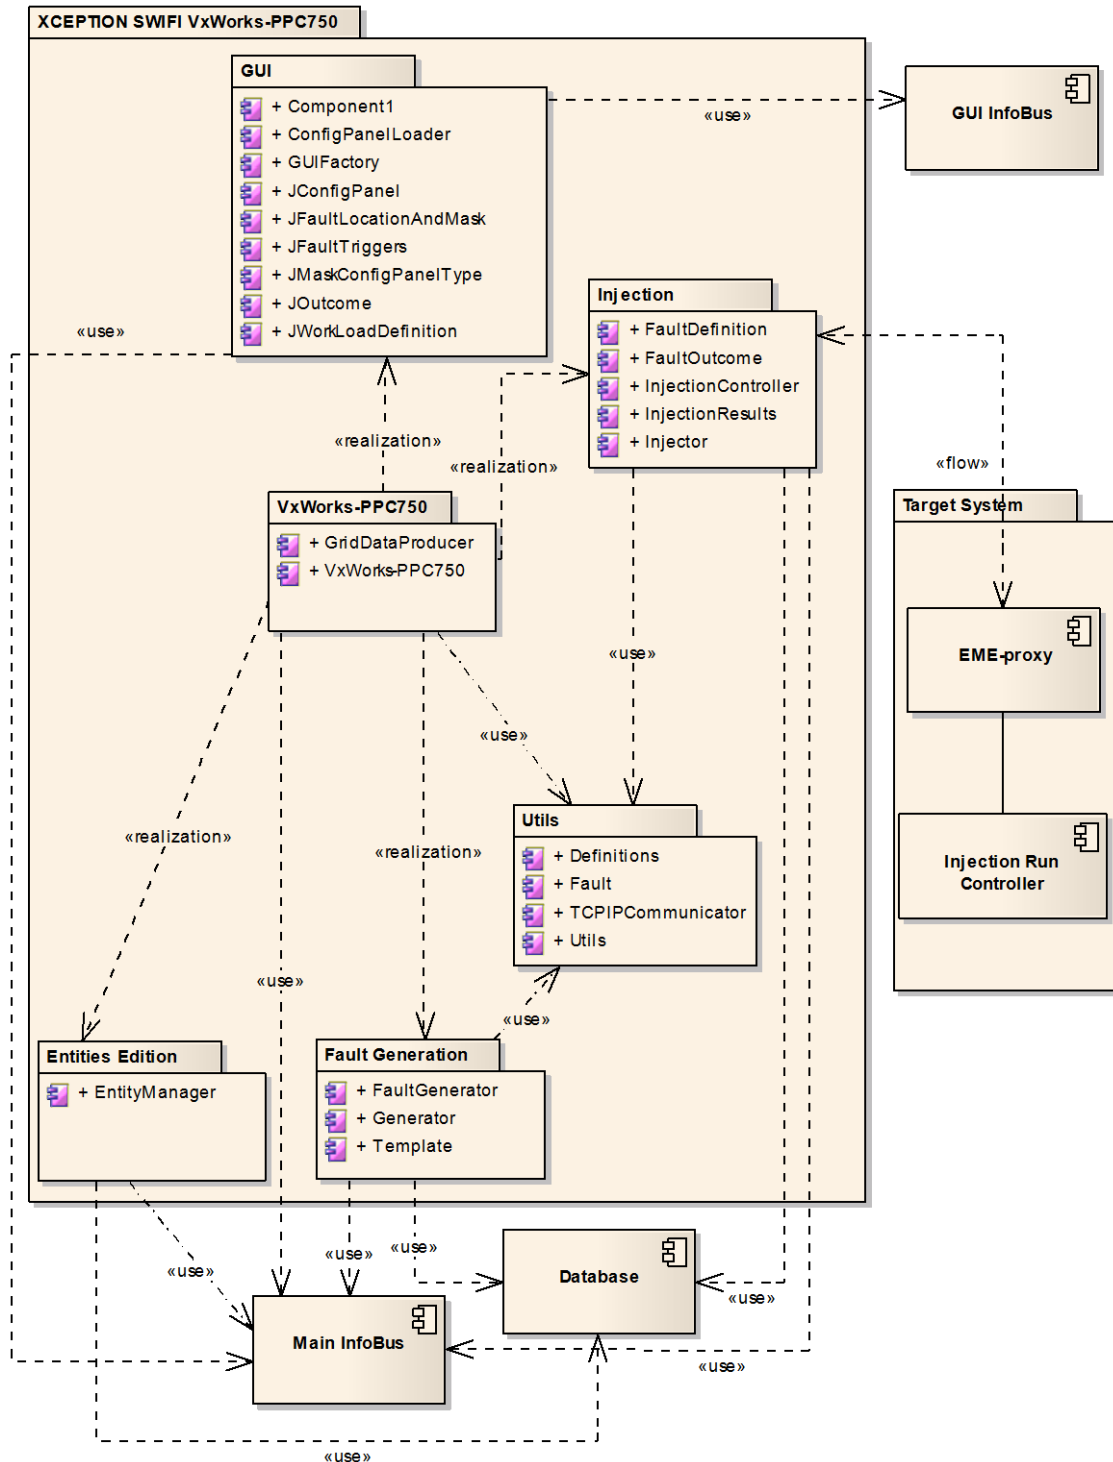 XCEPTION SWIFI VxWorks-PPC750
GUI
+ Component1
+ ConfigPanelLoader
+ GUIFactory
+ JConfigPanel
+ JFaultLocationAndMask
+ JFaultTriggers
+ JMaskConfigPanelType
+ JOutcome
+ JWorkLoadDefinition
«use»
GUI InfoBus
«use»
Injection
+ FaultDefinition
+ FaultOutcome
+ InjectionController
+ InjectionResults
+ Injector
«realization»
«realization»
«flow»
VxWorks-PPC750
+ GridDataProducer
+ VxWorks-PPC750
Target System
EME-proxy
Injection Run
Controller
«use»
«use»
«realization»
«realization»
Utils
+ Definitions
+ Fault
+ TCPIPCommunicator
+ Utils
«use»
«use»
Entities Edition
+ EntityManager
Fault Generation
+ FaultGenerator
+ Generator
+ Template
«use»
«use»
«use»
Database
«use»
Main InfoBus
«use»
«use»